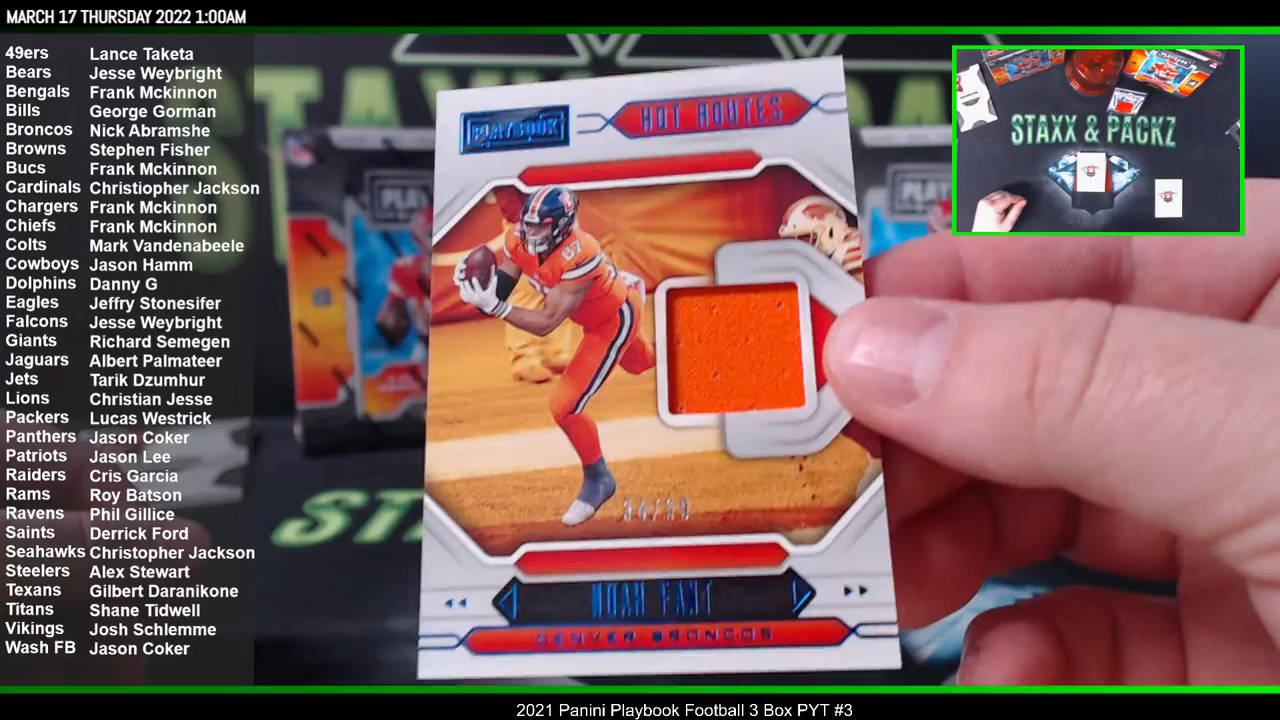 MARCH 17 THURSDAY 2022 1:00AM
49ers Lance Taketa
Bears Jesse Weybright
Bengals Frank Mckinnon
Bills George Gorman
Broncos Nick Abramshe
Browns Stephen Fisher
Bucs Frank Mckinnon
Cardinals Christiopher Jackson
Chargers Frank Mckinnon
Chiefs Frank Mckinnon
Colts Mark Vandenabeele
Cowboys Jason Hamm
Dolphins Danny G
Eagles Jeffry Stonesifer
Falcons Jesse Weybright
Giants Richard Semegen
Jaguars Albert Palmateer
Jets Tarik Dzumhur
Lions Christian Jesse
Packers Lucas Westrick
Panthers Jason Coker
Patriots Jason Lee
Raiders Cris Garcia
Rams Roy Batson
Ravens Phil Gillice
Saints Derrick Ford
Seahawks Christopher Jackson
Steelers Alex Stewart
Texans Gilbert Daranikone
Titans Shane Tidwell
Vikings Josh Schlemme
Wash FB Jason Coker
PLAYBOOK
HOT ROUTES
87
NOAH FANT
DENVER BRONCOS
STAXX & PACKZ
2021 Panini Playbook Football 3 Box PYT #3